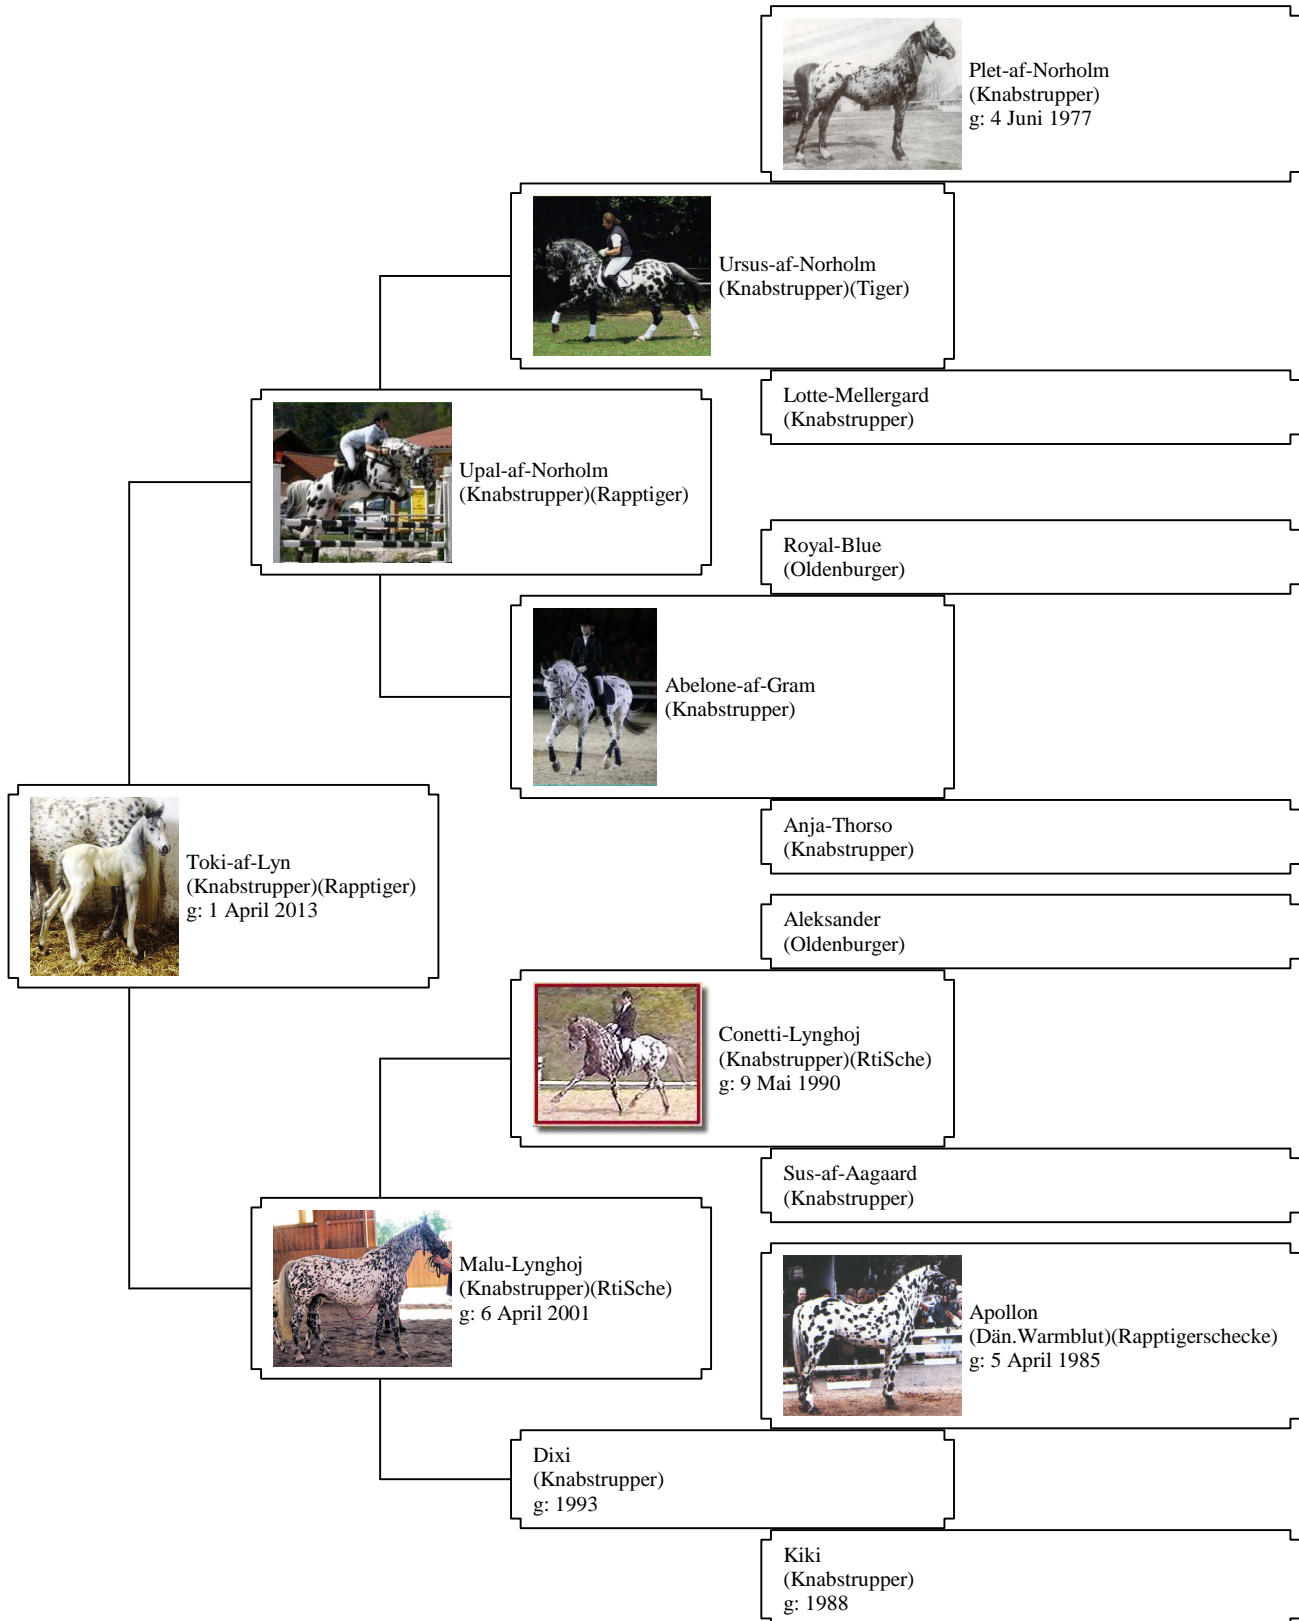 Plet-af-Norholm
(Knabstrupper)
g: 4 Juni 1977
Ursus-af-Norholm
(Knabstrupper)(Tiger)
Lotte-Mellergard
(Knabstrupper)
Upal-af-Norholm
(Knabstrupper)(Rapptiger)
Royal-Blue
(Oldenburger)
Abelone-af-Gram
(Knabstrupper)
Anja-Thorso
(Knabstrupper)
Toki-af-Lyn
(Knabstrupper)(Rapptiger)
g: 1 April 2013
Aleksander
(Oldenburger)
Conetti-Lynghoj
(Knabstrupper)(RtiSche)
g: 9 Mai 1990
Sus-af-Aagaard
(Knabstrupper)
Malu-Lynghoj
(Knabstrupper)(RtiSche)
g: 6 April 2001
Apollon
(Dän.Warmblut)(Rapptigerschecke)
g: 5 April 1985
Dixi
(Knabstrupper)
g: 1993
Kiki
(Knabstrupper)
g: 1988